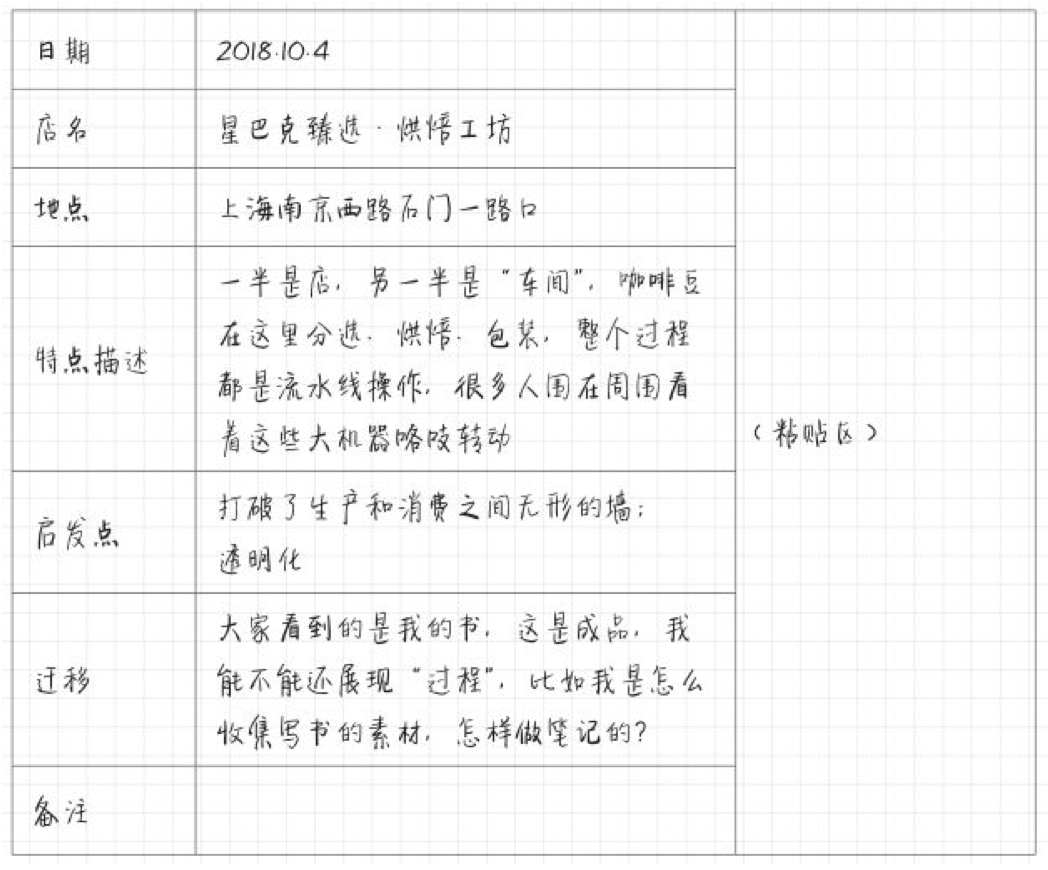 日期 2018.10.4
店名 星巴克臻选·烘焙工坊
地点 上海南京西路石门一路口
特点描述 一半是店，另一半是“车间”，咖啡豆
在这里分选、烘焙、包装，整个过程
都是流水线操作，很多人围在周围看
着这些大机器咯吱转动
（粘贴区）
启发点 打破了生产和消费之间无形的墙；
透明化
迁移 大家看到的是我的书，这是成品，我
能不能还展现“过程”，比如我是怎么
收集写书的素材，怎样做笔记的？
备注